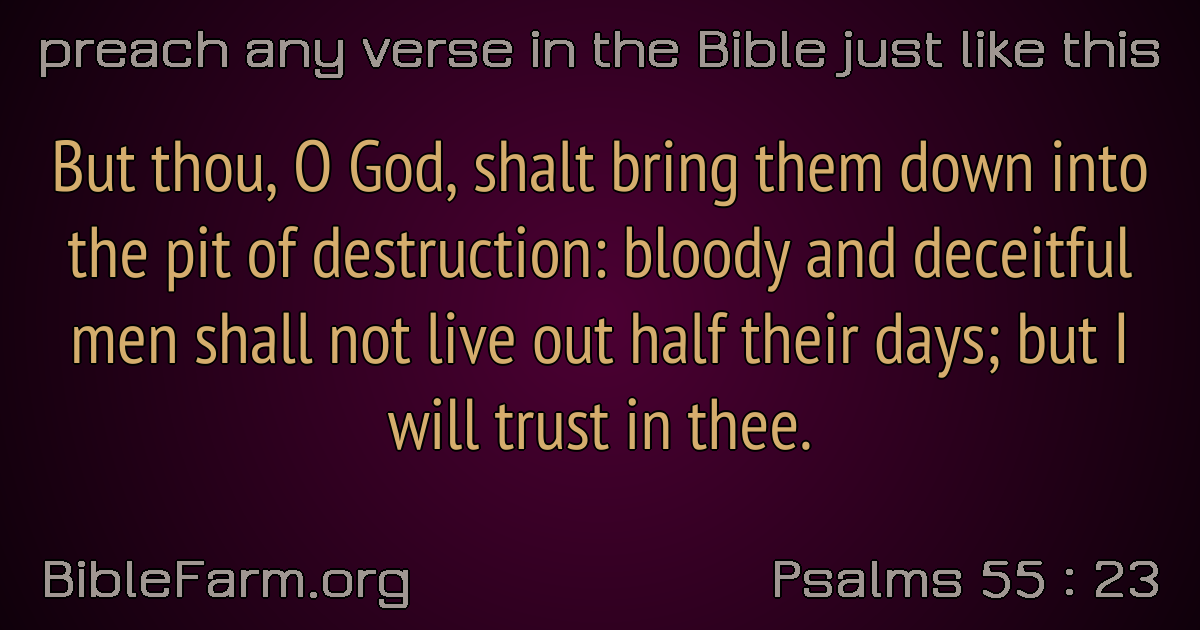 preach any verse in the Bible just like this
But thou, O God, shalt bring them down into
the pit of destruction: bloody and deceitful
men shall not live out half their days; but I
will trust in thee.
BibleFarm.org
Psalms 55 : 23